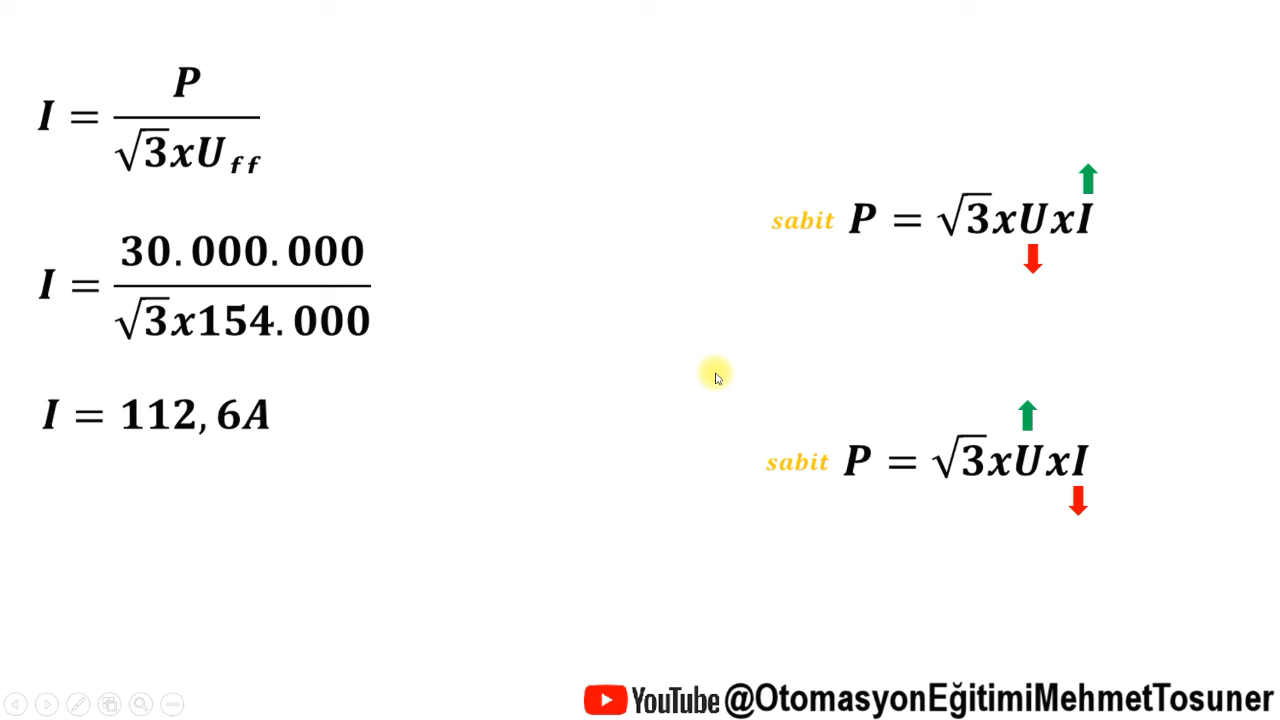 I = P / √3xU_ff
I = 30.000.000 / √3x154.000
I = 112,6A
sabit P = √3xUxI
sabit P = √3xUxI
YouTube @OtomasyonEğitimiMehmetTosuner